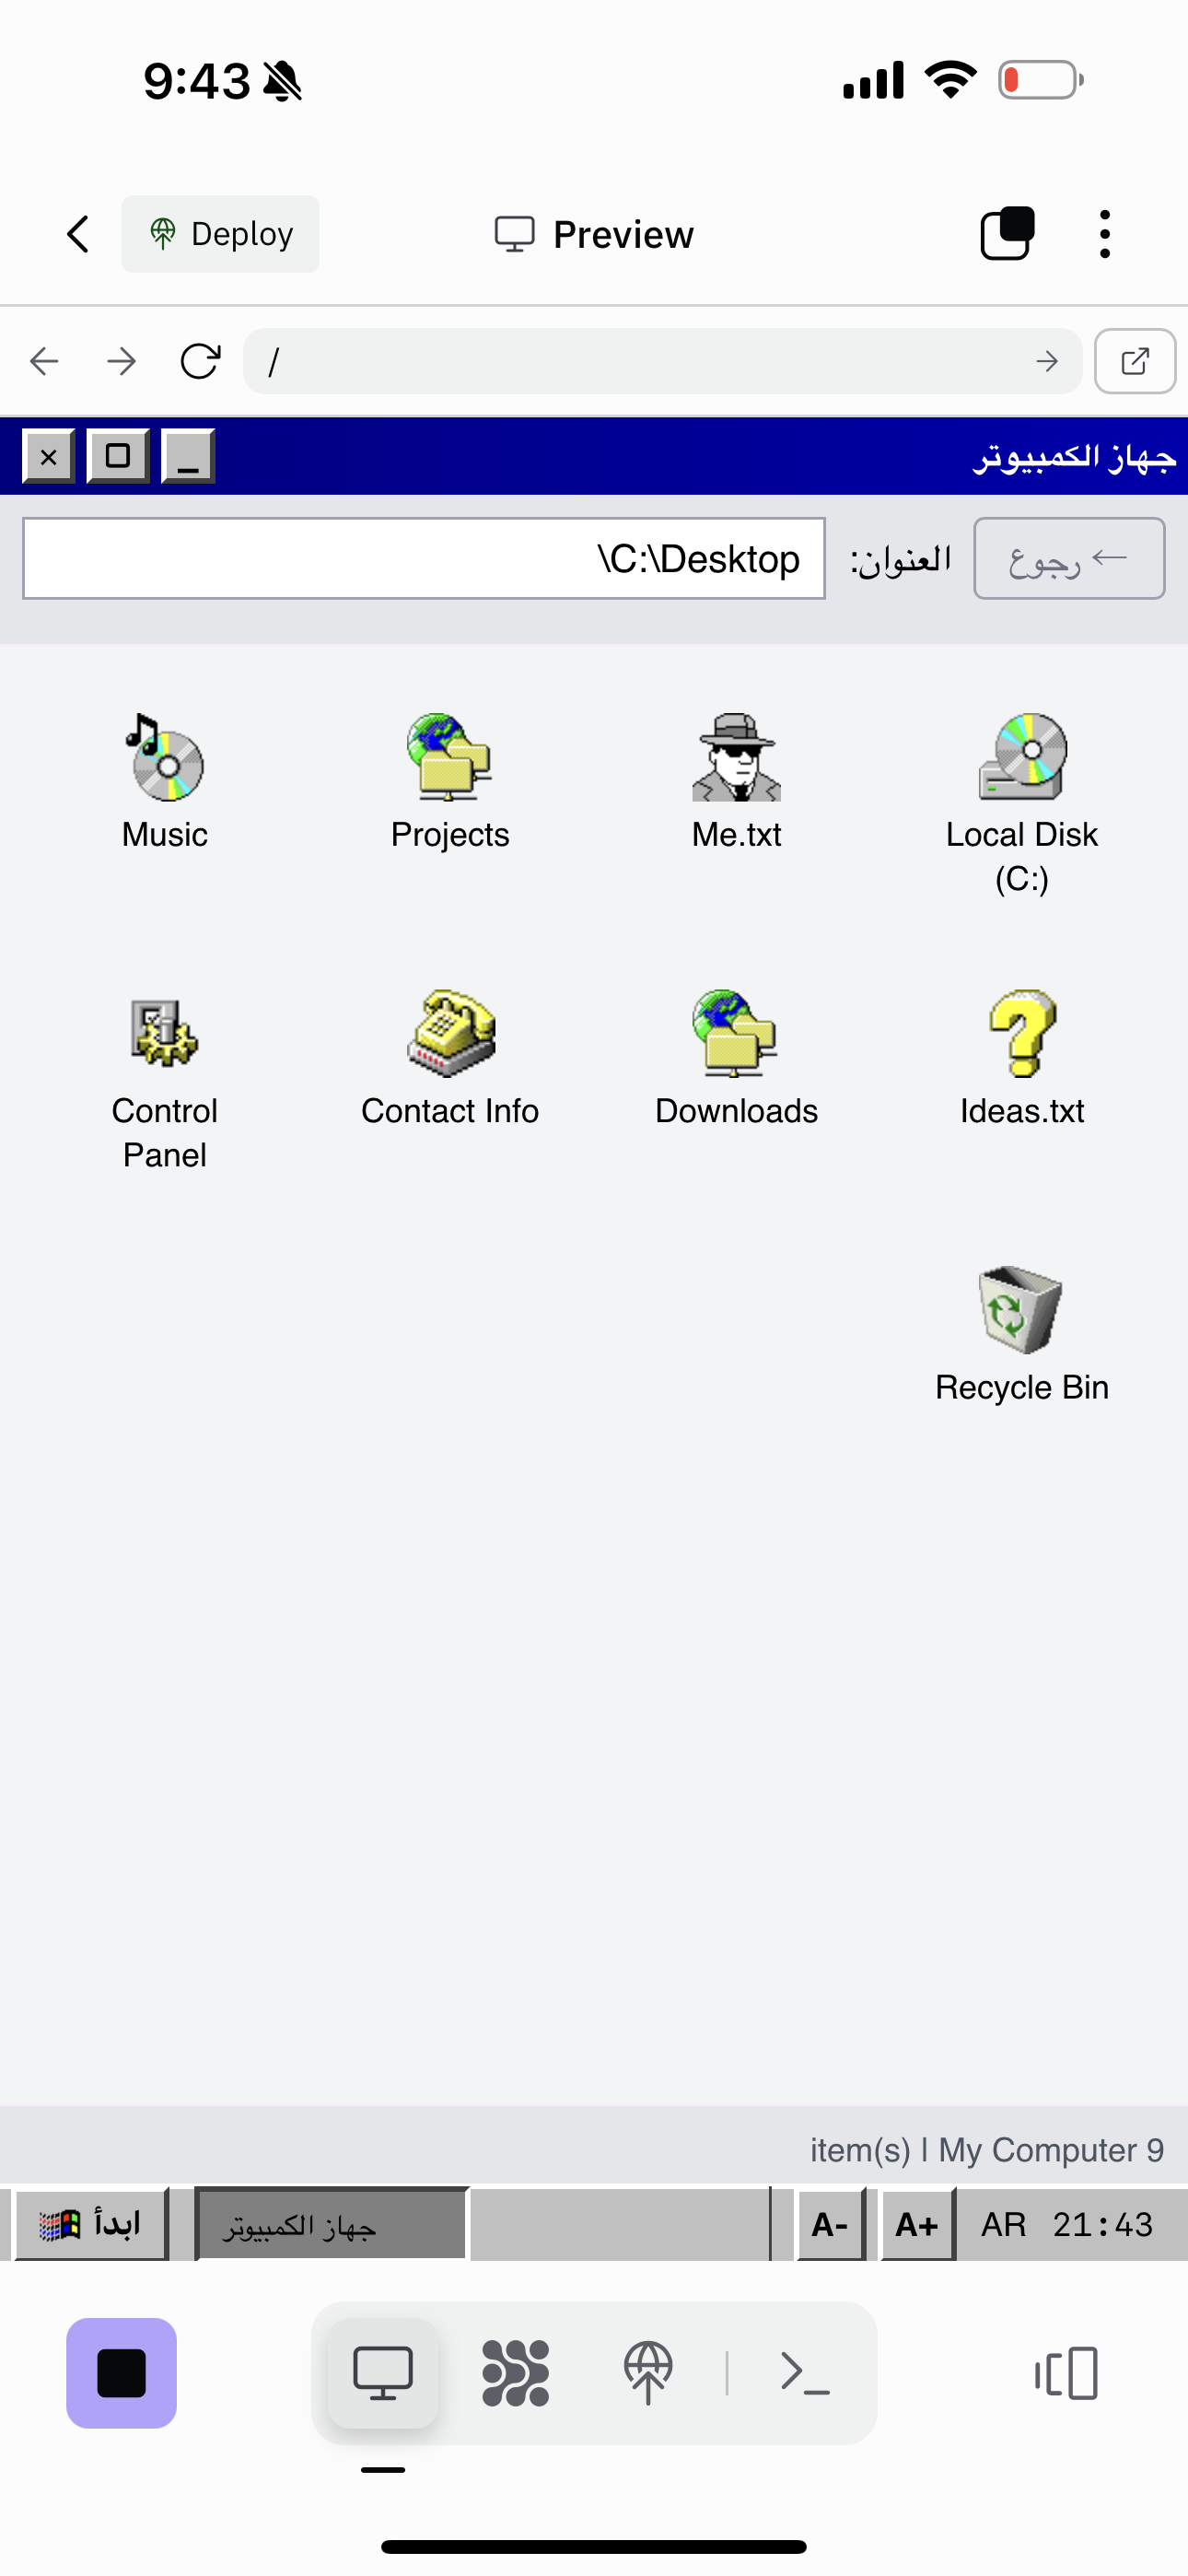 9:43
Deploy
Preview
/
جهاز الكمبيوتر
← رجوع
العنوان:
\C:\Desktop
Music
Projects
Me.txt
Local Disk
(C:)
Control
Panel
Contact Info
Downloads
Ideas.txt
Recycle Bin
item(s) | My Computer 9
ابدأ
جهاز الكمبيوتر
A-
A+
AR 21:43